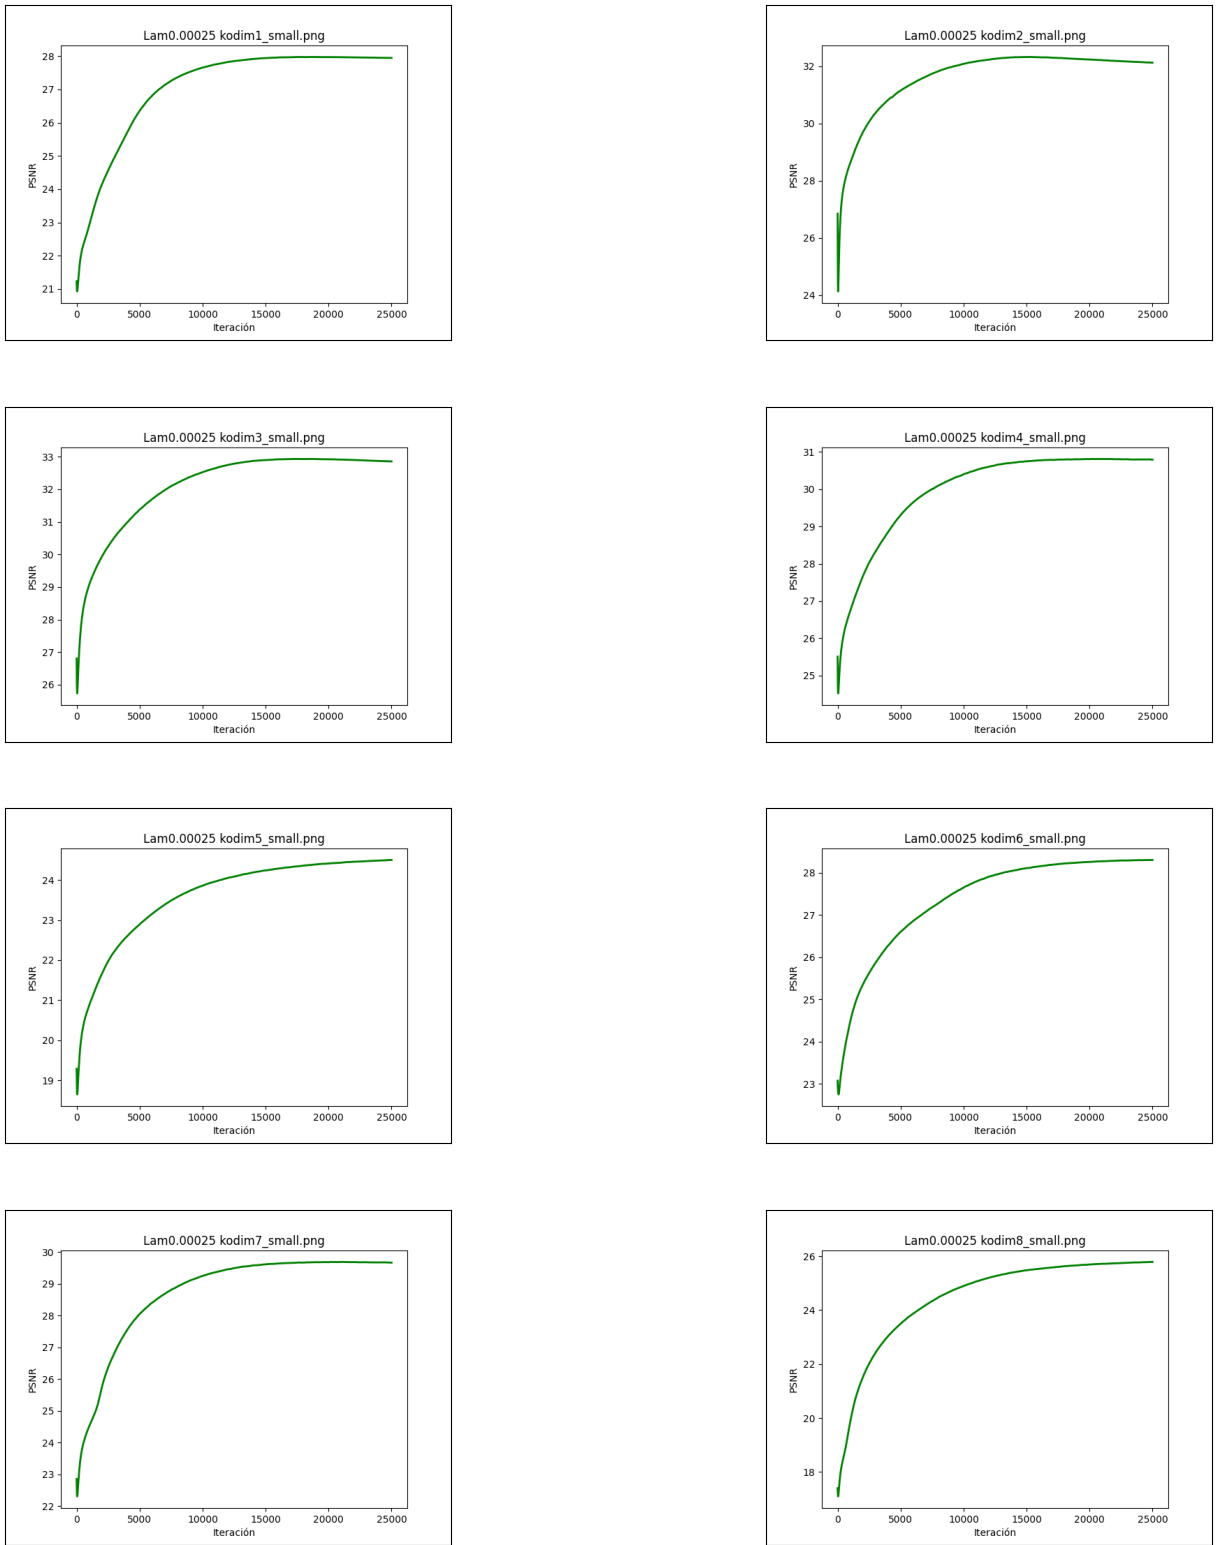 Lam0.00025 kodim1_small.png
28
27
26
25
24
23
22
21
PSNR
0 5000 10000 15000 20000 25000
Iteración
Lam0.00025 kodim2_small.png
32
30
28
26
24
PSNR
0 5000 10000 15000 20000 25000
Iteración
Lam0.00025 kodim3_small.png
33
32
31
30
29
28
27
26
PSNR
0 5000 10000 15000 20000 25000
Iteración
Lam0.00025 kodim4_small.png
31
30
29
28
27
26
25
PSNR
0 5000 10000 15000 20000 25000
Iteración
Lam0.00025 kodim5_small.png
24
23
22
21
20
19
PSNR
0 5000 10000 15000 20000 25000
Iteración
Lam0.00025 kodim6_small.png
28
27
26
25
24
23
PSNR
0 5000 10000 15000 20000 25000
Iteración
Lam0.00025 kodim7_small.png
30
29
28
27
26
25
24
23
22
PSNR
0 5000 10000 15000 20000 25000
Iteración
Lam0.00025 kodim8_small.png
26
24
22
20
18
PSNR
0 5000 10000 15000 20000 25000
Iteración